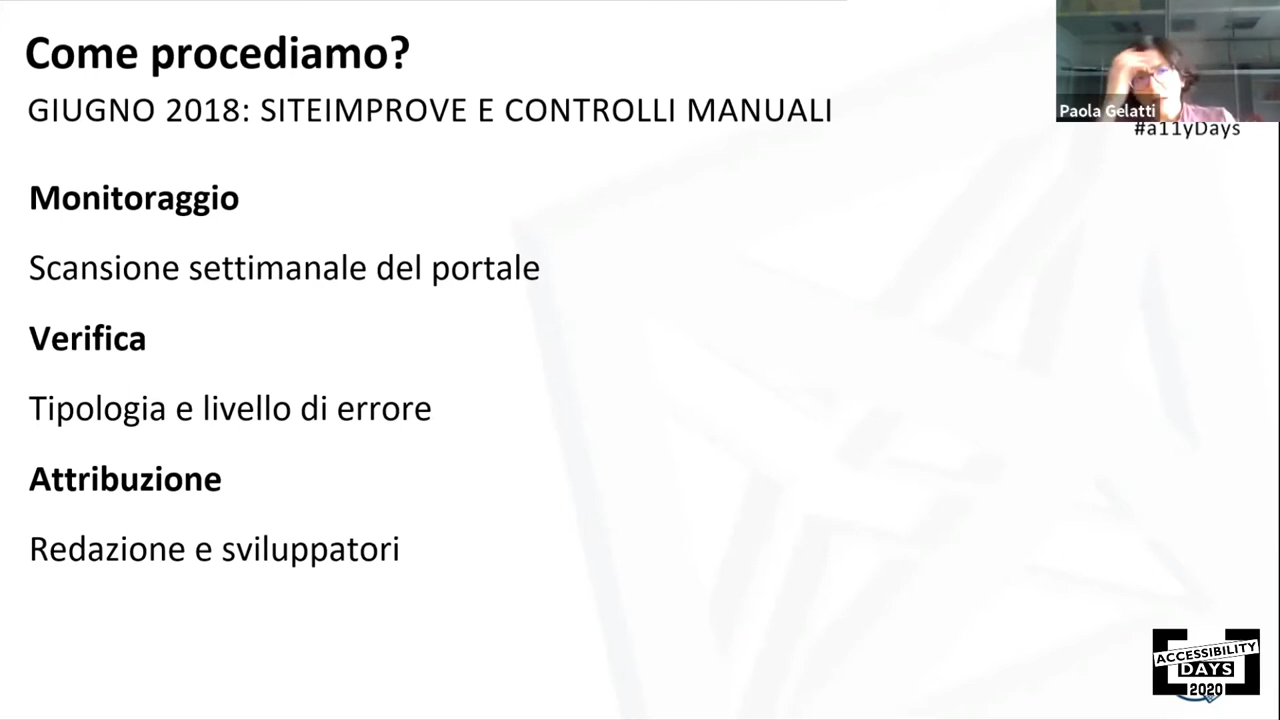 Come procediamo?
GIUGNO 2018: SITEIMPROVE E CONTROLLI MANUALI
Paola Gelatti
#a11yDays
Monitoraggio
Scansione settimanale del portale
Verifica
Tipologia e livello di errore
Attribuzione
Redazione e sviluppatori
ACCESSIBILITY
DAYS
2020